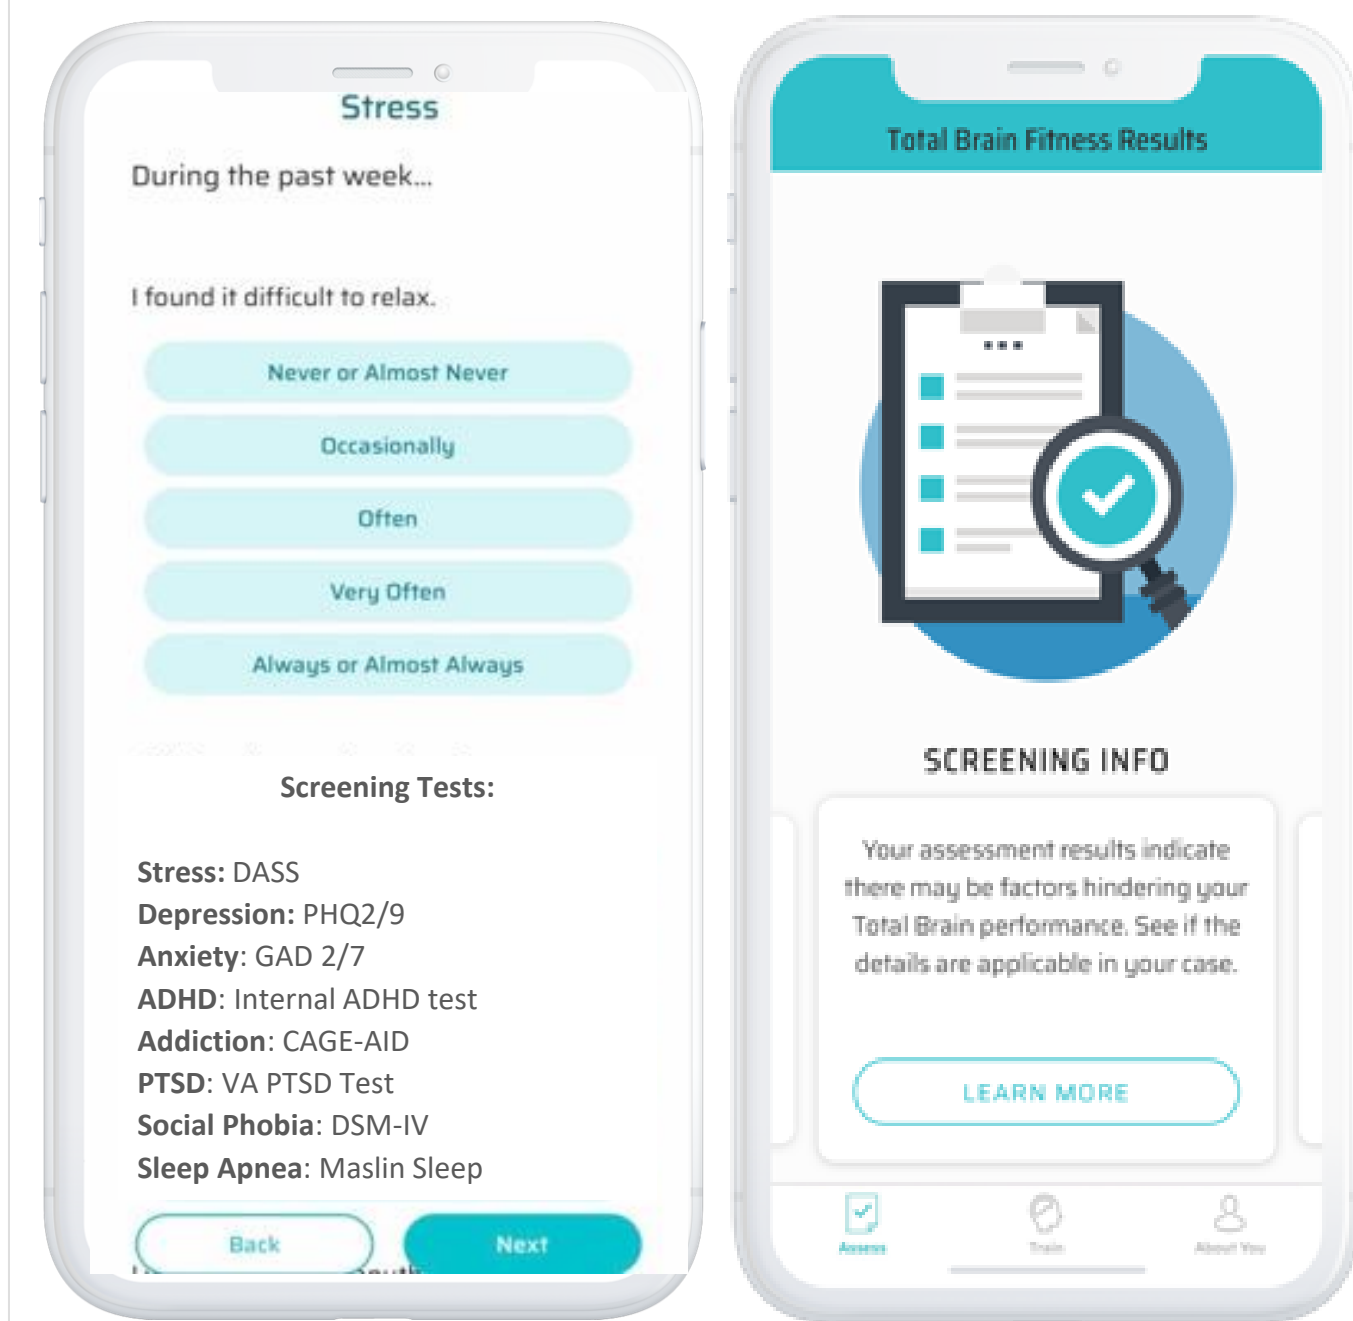 Stress
During the past week...
I found it difficult to relax.
Never or Almost Never
Occasionally
Often
Very Often
Always or Almost Always
Screening Tests:
Stress: DASS
Depression: PHQ2/9
Anxiety: GAD 2/7
ADHD: Internal ADHD test
Addiction: CAGE-AID
PTSD: VA PTSD Test
Social Phobia: DSM-IV
Sleep Apnea: Maslin Sleep
Back
Next
Total Brain Fitness Results
SCREENING INFO
Your assessment results indicate
there may be factors hindering your
Total Brain performance. See if the
details are applicable in your case.
LEARN MORE
Assess
Train
About You